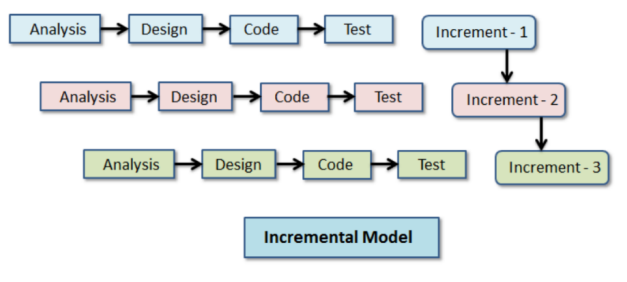 Analysis Design Code Test Increment - 1
Analysis Design Code Test Increment - 2
Analysis Design Code Test Increment - 3
Incremental Model